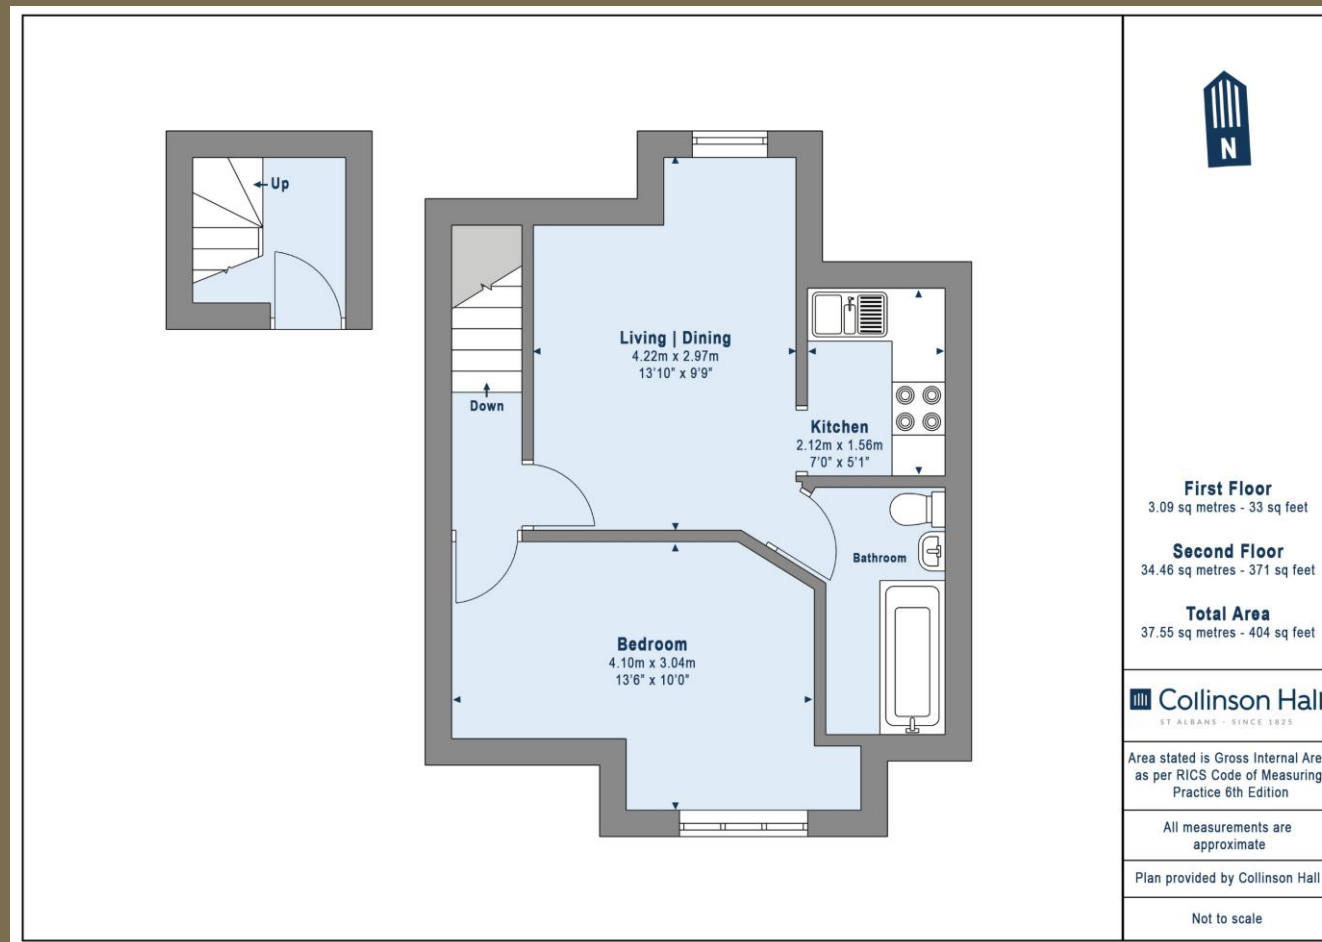 Up
Down
Living | Dining
4.22m x 2.97m
13'10" x 9'9"
Kitchen
2.12m x 1.56m
7'0" x 5'1"
Bathroom
Bedroom
4.10m x 3.04m
13'6" x 10'0"
N
First Floor
3.09 sq metres - 33 sq feet
Second Floor
34.46 sq metres - 371 sq feet
Total Area
37.55 sq metres - 404 sq feet
Collinson Hall
ST ALBANS - SINCE 1825
Area stated is Gross Internal Are
as per RICS Code of Measuring
Practice 6th Edition
All measurements are
approximate
Plan provided by Collinson Hall
Not to scale